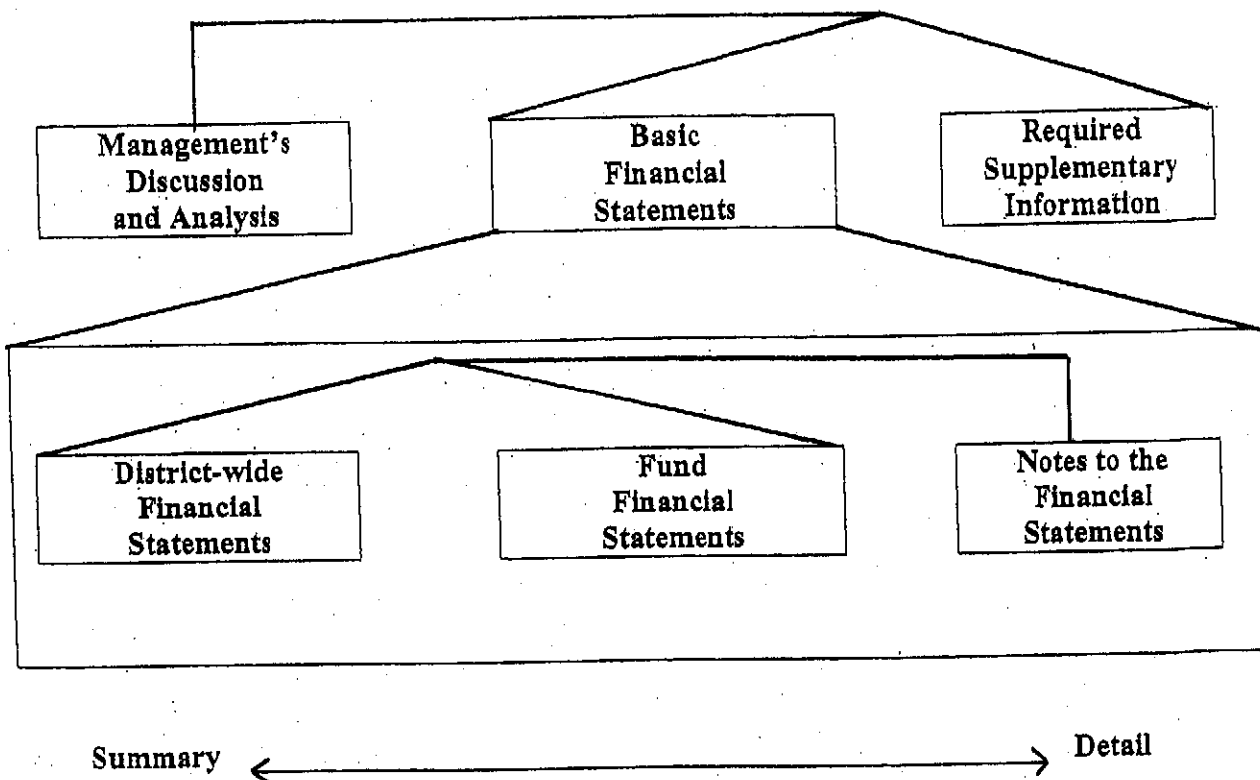 Management's
Discussion
and Analysis
Basic
Financial
Statements
Required
Supplementary
Information
District-wide
Financial
Statements
Fund
Financial
Statements
Notes to the
Financial
Statements
Summary
Detail